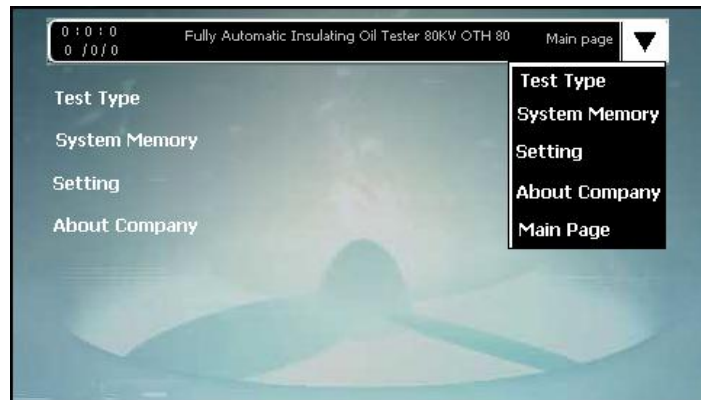 0:0:0
0 /0/0
Fully Automatic Insulating Oil Tester 80KV OTH 80
Main page
Test Type
System Memory
Setting
About Company
Test Type
System Memory
Setting
About Company
Main Page